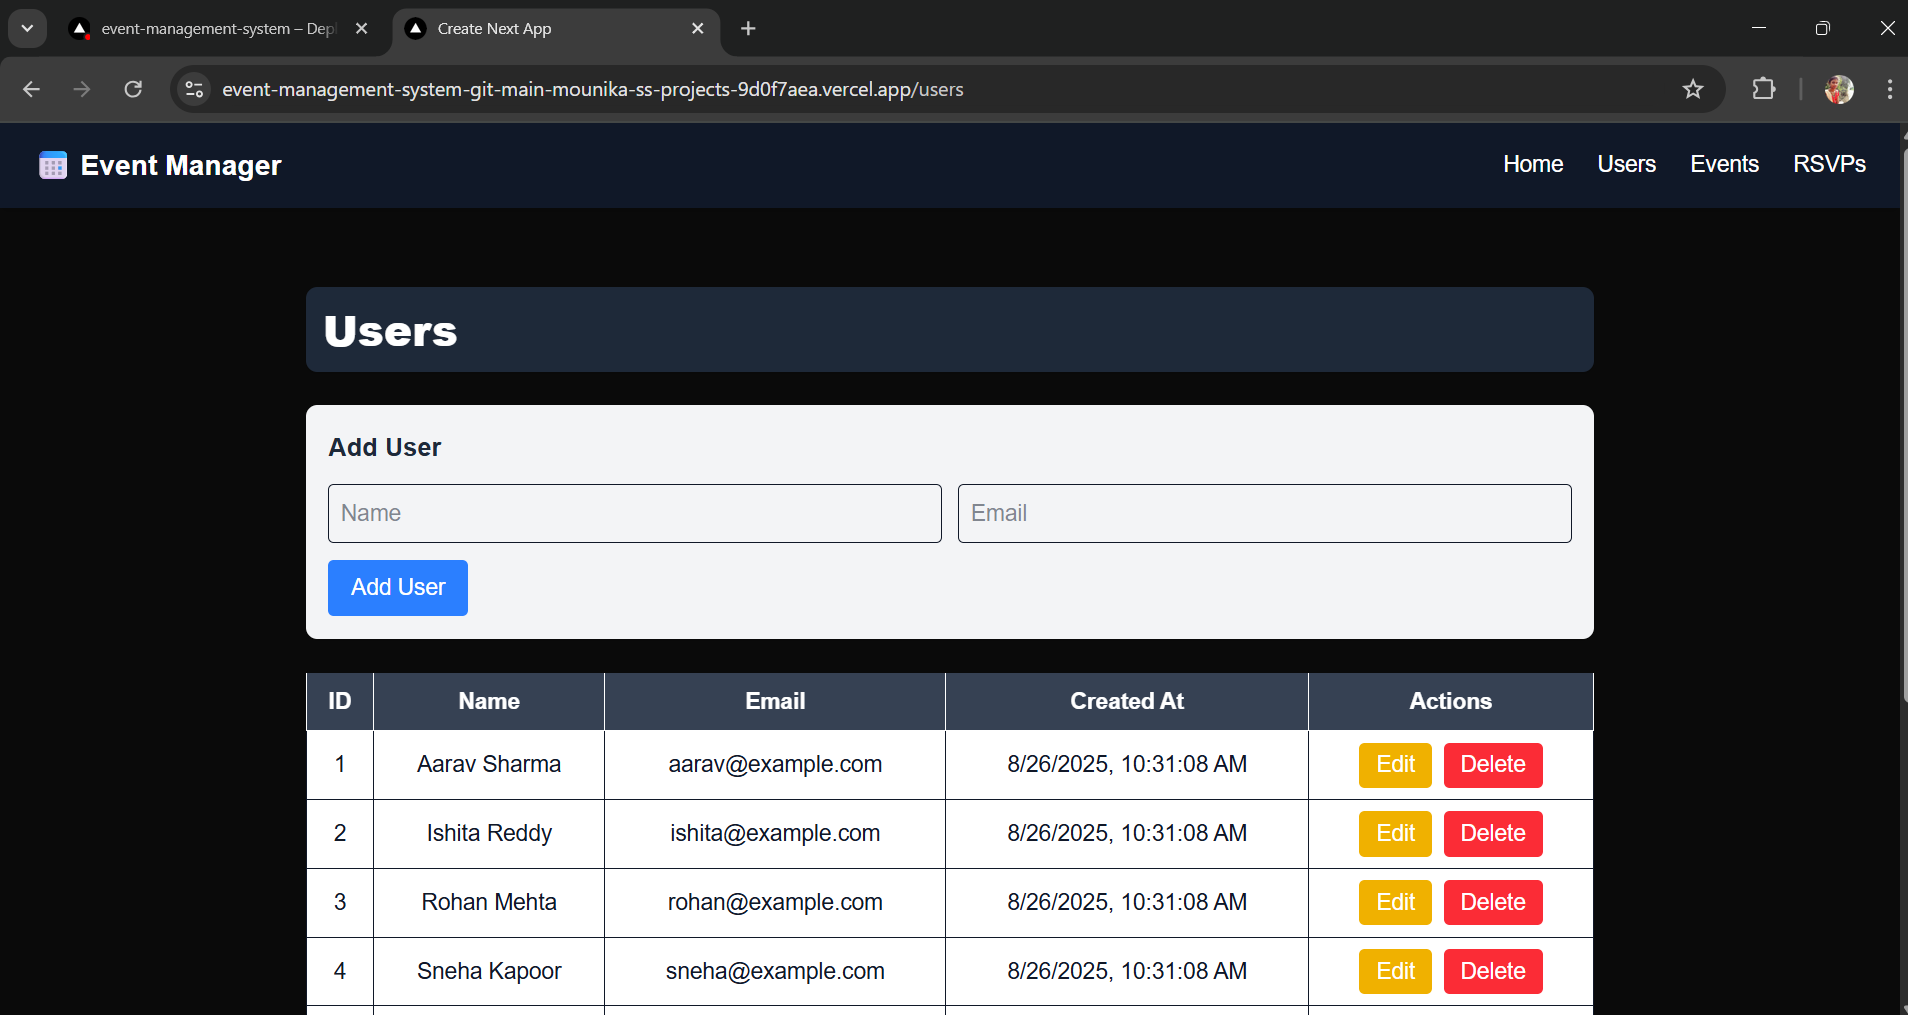 event-management-system – Dep
Create Next App
event-management-system-git-main-mounika-ss-projects-9d0f7aea.vercel.app/users
Event Manager
Home Users Events RSVPs
Users
Add User
Name Email
Add User
ID Name Email Created At Actions
1 Aarav Sharma aarav@example.com 8/26/2025, 10:31:08 AM Edit Delete
2 Ishita Reddy ishita@example.com 8/26/2025, 10:31:08 AM Edit Delete
3 Rohan Mehta rohan@example.com 8/26/2025, 10:31:08 AM Edit Delete
4 Sneha Kapoor sneha@example.com 8/26/2025, 10:31:08 AM Edit Delete